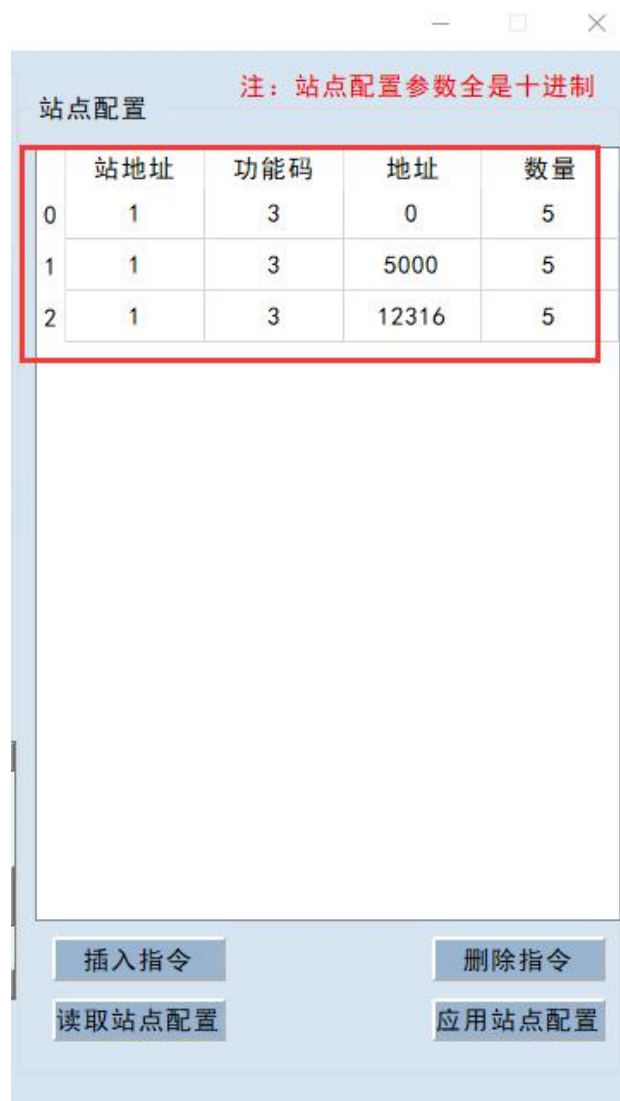 注：站点配置参数全是十进制
站点配置
站地址 功能码 地址 数量
0 1 3 0 5
1 1 3 5000 5
2 1 3 12316 5
插入指令 删除指令
读取站点配置 应用站点配置